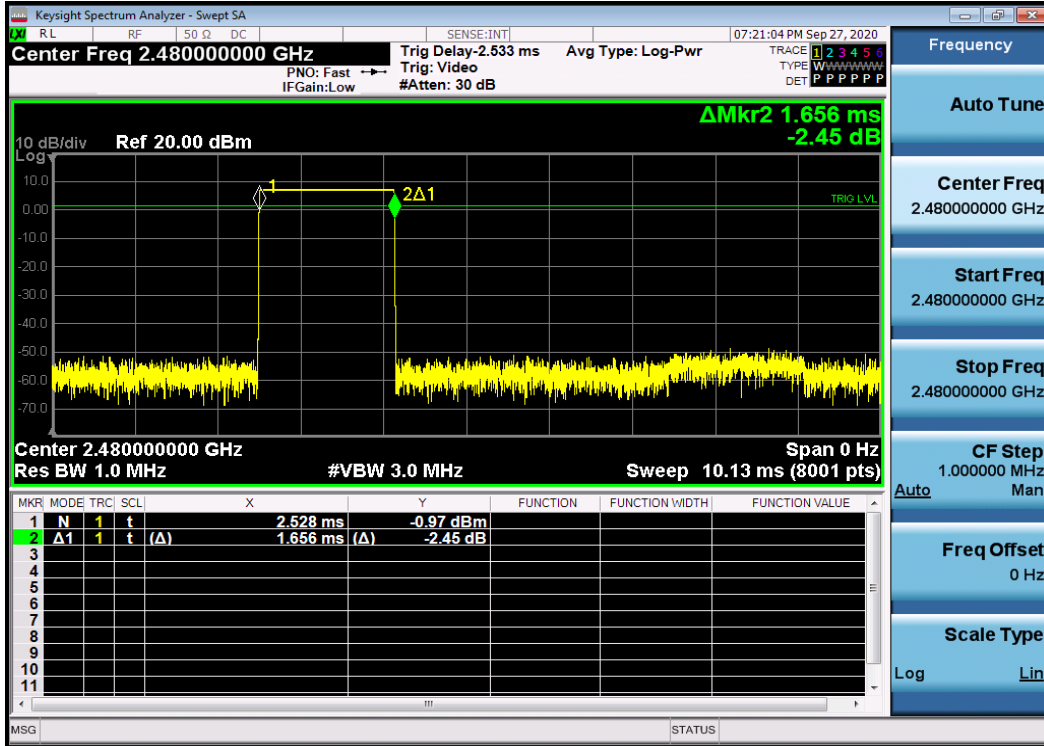 Keysight Spectrum Analyzer - Swept SA
LXI RL RF 50 Ω DC SENSE:INT 07:21:04 PM Sep 27, 2020
Center Freq 2.480000000 GHz
PNO: Fast
IFGain:Low
Trig Delay-2.533 ms
Trig: Video
#Atten: 30 dB
Avg Type: Log-Pwr
TRACE 1 2 3 4 5 6
TYPE WWWWWW
DET P P P P P P
ΔMkr2 1.656 ms
-2.45 dB
10 dB/div Ref 20.00 dBm
Log
10.0
0.00
-10.0
-20.0
-30.0
-40.0
-50.0
-60.0
-70.0
1
2Δ1
TRIG LVL
Center 2.480000000 GHz Span 0 Hz
Res BW 1.0 MHz #VBW 3.0 MHz Sweep 10.13 ms (8001 pts)
MKR MODE TRC SCL X Y FUNCTION FUNCTION WIDTH FUNCTION VALUE
1 N 1 t 2.528 ms -0.97 dBm
2 Δ1 1 t (Δ) 1.656 ms (Δ) -2.45 dB
3
4
5
6
7
8
9
10
11
MSG STATUS
Frequency
Auto Tune
Center Freq
2.480000000 GHz
Start Freq
2.480000000 GHz
Stop Freq
2.480000000 GHz
CF Step
1.000000 MHz
Auto Man
Freq Offset
0 Hz
Scale Type
Log Lin